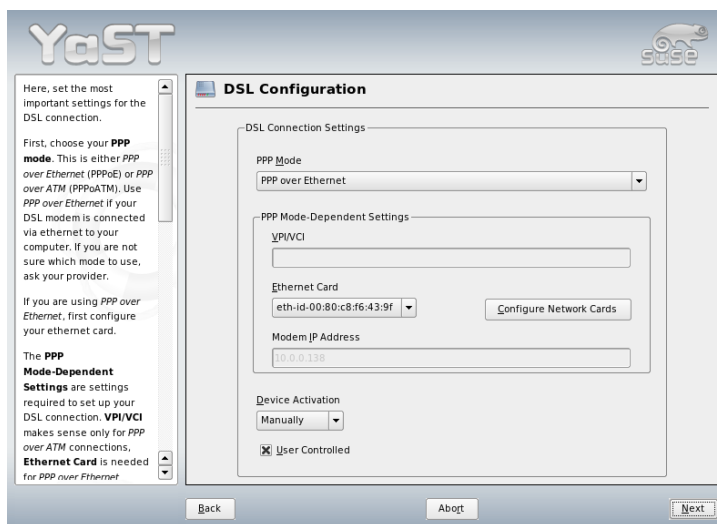 YaST
SUSE
Here, set the most
important settings for the
DSL connection.
First, choose your PPP
mode. This is either PPP
over Ethernet (PPPoE) or PPP
over ATM (PPPoATM). Use
PPP over Ethernet if your
DSL modem is connected
via ethernet to your
computer. If you are not
sure which mode to use,
ask your provider.
If you are using PPP over
Ethernet, first configure
your ethernet card.
The PPP
Mode-Dependent
Settings are settings
required to set up your
DSL connection. VPI/VCI
makes sense only for PPP
over ATM connections,
Ethernet Card is needed
for PPP over Ethernet
DSL Configuration
DSL Connection Settings
PPP Mode
PPP over Ethernet
PPP Mode-Dependent Settings
VPI/VCI
Ethernet Card
eth-id-00:80:c8:f6:43:9f
Configure Network Cards
Modem IP Address
10.0.0.138
Device Activation
Manually
User Controlled
Back
Abort
Next